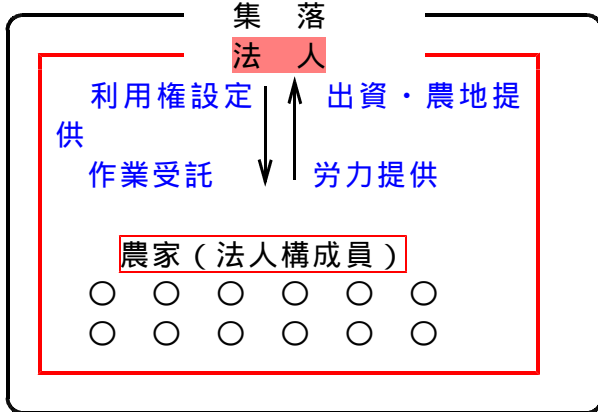 集　落
法　人
利用権設定　出資・農地提
供
作業受託　労力提供
農家（法人構成員）
○　○　○　○　○　○
○　○　○　○　○　○